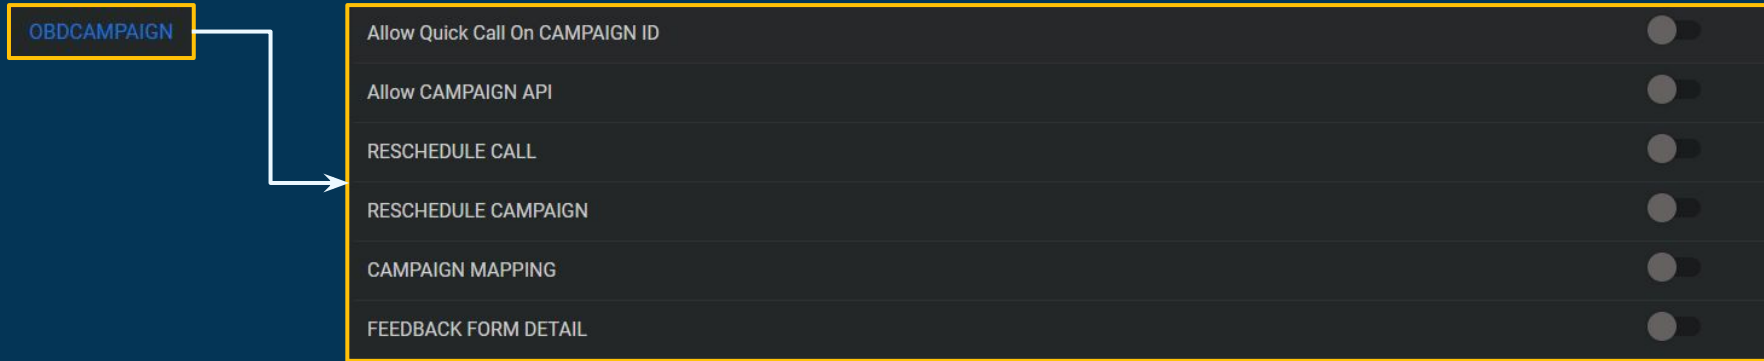 OBDCAMPAIGN
Allow Quick Call On CAMPAIGN ID
Allow CAMPAIGN API
RESCHEDULE CALL
RESCHEDULE CAMPAIGN
CAMPAIGN MAPPING
FEEDBACK FORM DETAIL